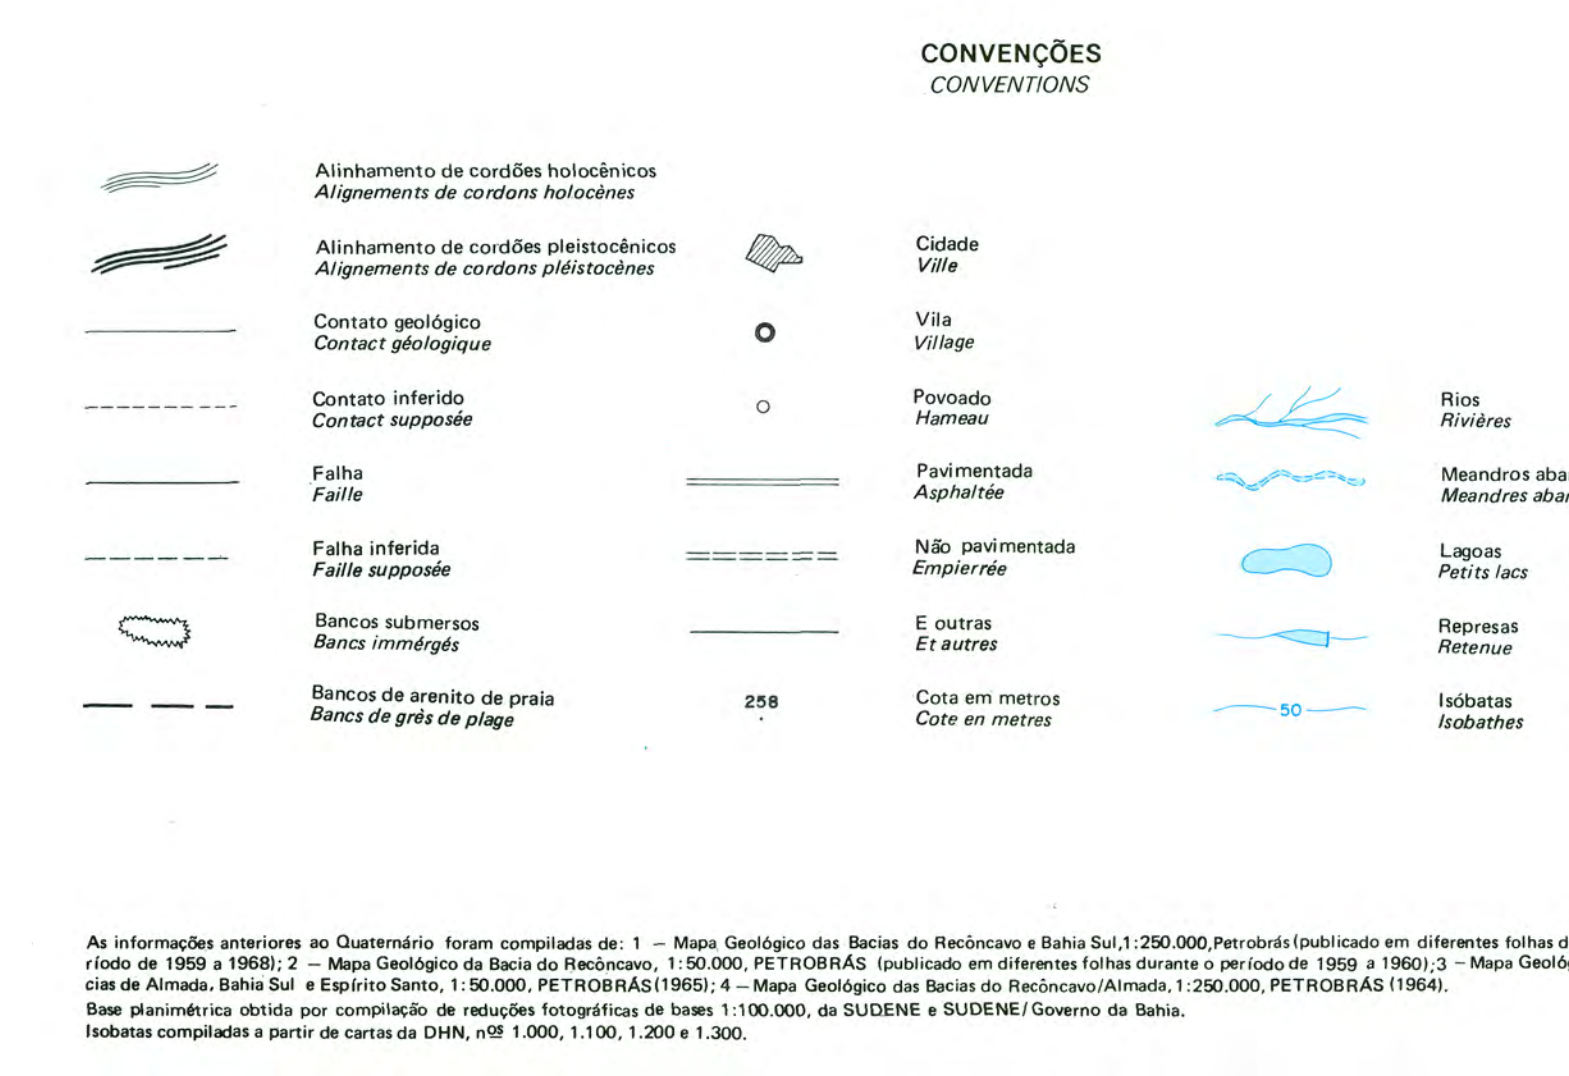 CONVENÇÕES
CONVENTIONS
Alinhamento de cordões holocênicos
Alignements de cordons holocènes
Alinhamento de cordões pleistocênicos
Alignements de cordons pléistocènes
Contato geológico
Contact géologique
Contato inferido
Contact supposée
Falha
Faille
Falha inferida
Faille supposée
Bancos submersos
Bancs immérgés
Bancos de arenito de praia
Bancs de grès de plage
Cidade
Ville
Vila
Village
Povoado
Hameau
Pavimentada
Asphaltée
Não pavimentada
Empierrée
E outras
Et autres
258
Cota em metros
Cote en metres
Rios
Rivières
Meandros
Meandres
Lagoas
Petits lacs
Represas
Retenue
50
Isóbatas
Isobathes
As informações anteriores ao Quaternário foram compiladas de: 1 — Mapa Geológico das Bacias do Recôncavo e Bahia Sul,1:250.000,Petrobrás(publicado em diferentes folhas
ríodo de 1959 a 1968); 2 — Mapa Geológico da Bacia do Recôncavo, 1:50.000, PETROBRÁS (publicado em diferentes folhas durante o período de 1959 a 1960);3 — Mapa
cias de Almada, Bahia Sul e Espírito Santo, 1:50.000, PETROBRÁS(1965); 4 — Mapa Geológico das Bacias do Recôncavo/Almada, 1:250.000, PETROBRÁS (1964).
Base planimétrica obtida por compilação de reduções fotográficas de bases 1:100.000, da SUDENE e SUDENE/Governo da Bahia.
Isobatas compiladas a partir de cartas da DHN, nos 1.000, 1.100, 1.200 e 1.300.